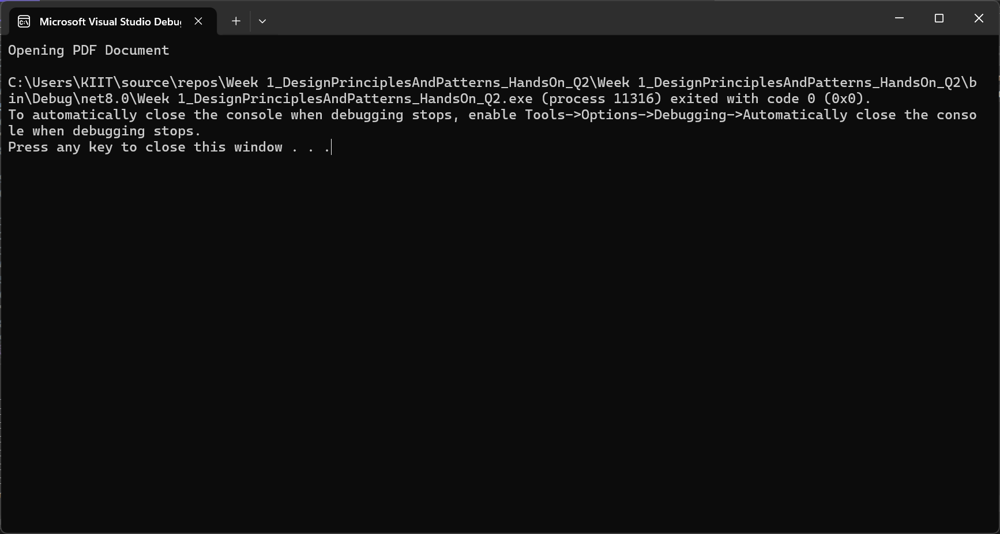 Microsoft Visual Studio Debu
Opening PDF Document
C:\Users\KIIT\source\repos\Week 1_DesignPrinciplesAndPatterns_HandsOn_Q2\Week 1_DesignPrinciplesAndPatterns_HandsOn_Q2\b
in\Debug\net8.0\Week 1_DesignPrinciplesAndPatterns_HandsOn_Q2.exe (process 11316) exited with code 0 (0x0).
To automatically close the console when debugging stops, enable Tools->Options->Debugging->Automatically close the conso
le when debugging stops.
Press any key to close this window . . .